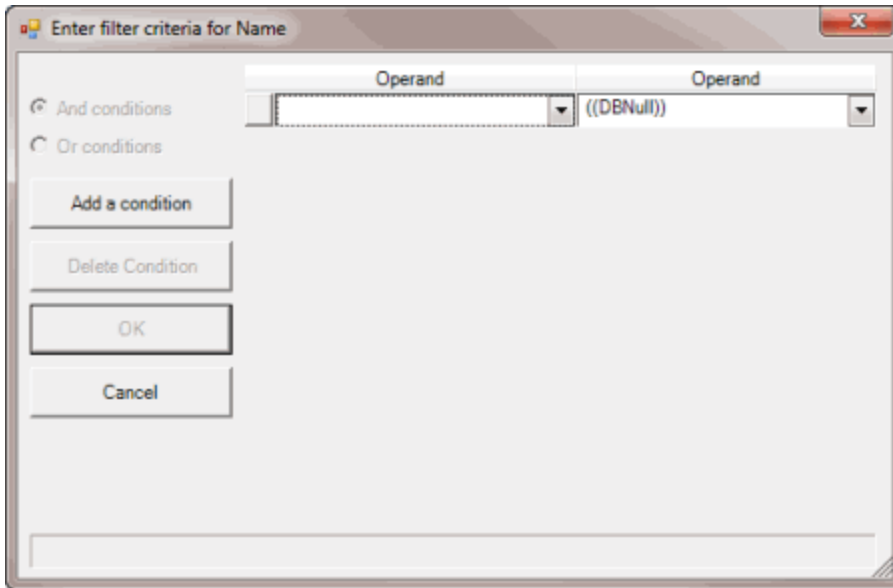 Enter filter criteria for Name
Operand Operand
And conditions
((DBNull))
Or conditions
Add a condition
Delete Condition
OK
Cancel